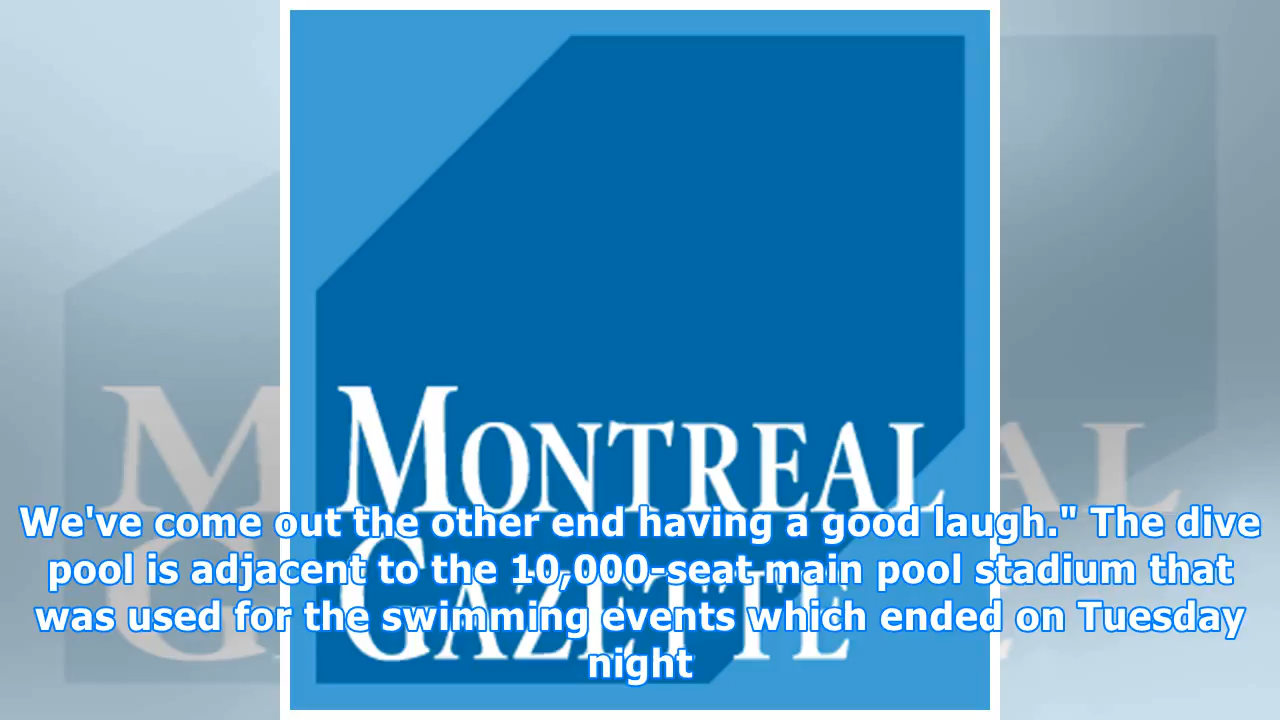 MONTREAL
GAZETTE
We've come out the other end having a good laugh." The dive
pool is adjacent to the 10,000-seat main pool stadium that
was used for the swimming events which ended on Tuesday
night